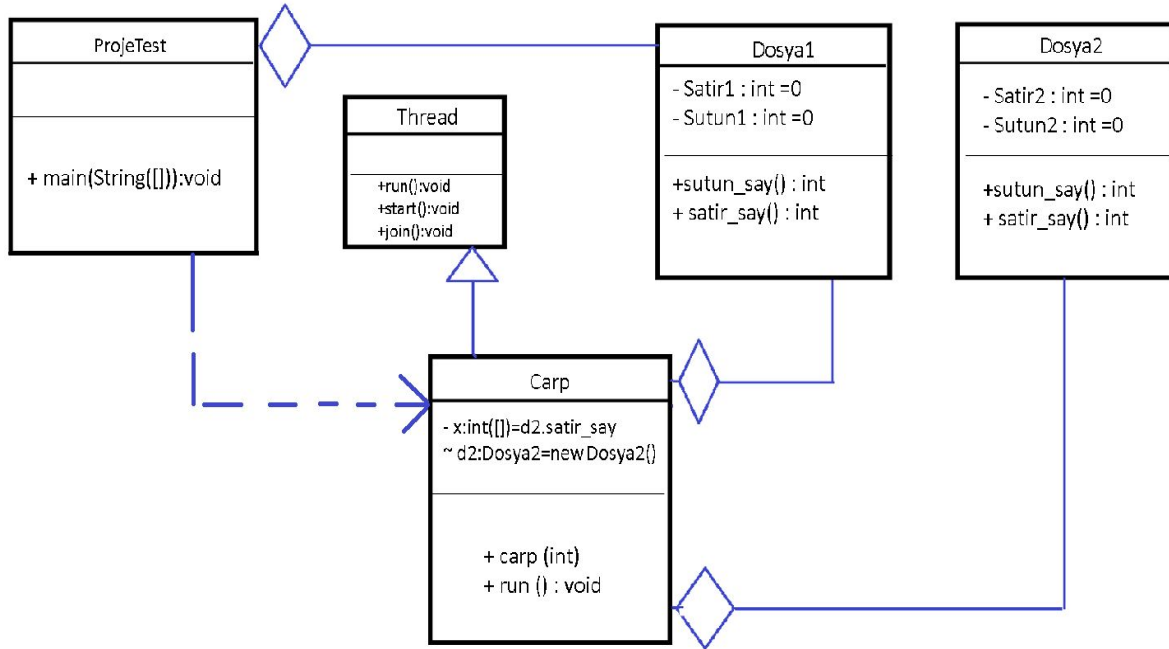 ProjeTest
+ main(String([])):void
Thread
+run():void
+start():void
+join():void
Dosya1
- Satir1 : int =0
- Sutun1 : int =0
+sutun_say() : int
+ satir_say() : int
Dosya2
- Satir2 : int =0
- Sutun2 : int =0
+sutun_say() : int
+ satir_say() : int
Carp
- x:int([])=d2.satir_say
~ d2:Dosya2=new Dosya2()
+ carp (int)
+ run () : void